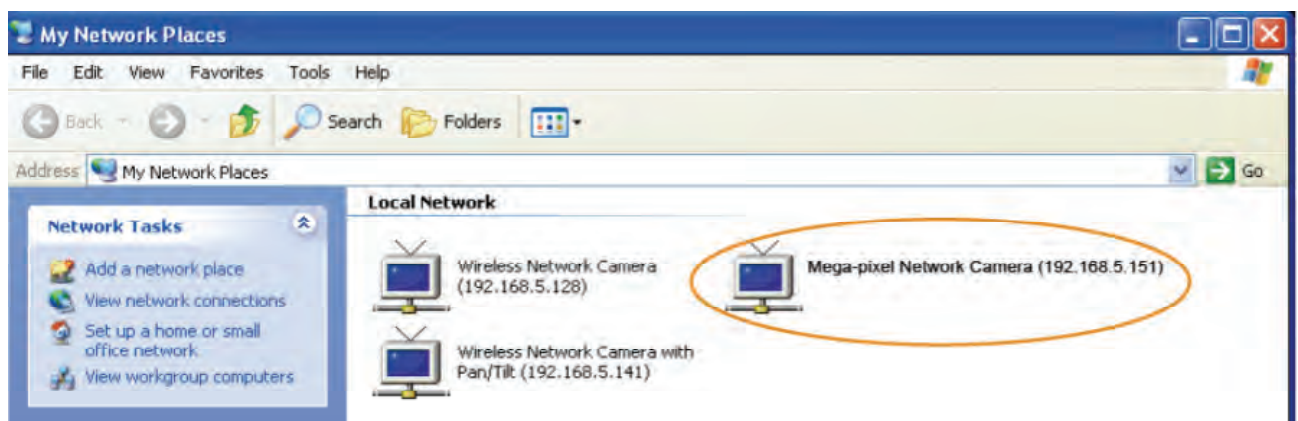 My Network Places
File Edit View Favorites Tools Help
Back Search Folders
Address My Network Places Go
Network Tasks
Add a network place
View network connections
Set up a home or small
office network
View workgroup computers
Local Network
Wireless Network Camera
(192.168.5.128)
Mega-pixel Network Camera (192.168.5.151)
Wireless Network Camera with
Pan/Tilt (192.168.5.141)